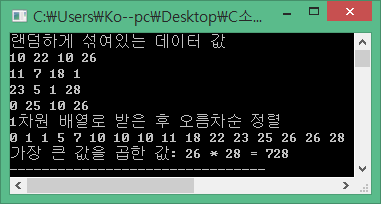 C:\Users\Ko--pc\Desktop\C소...
랜덤하게 섞여있는 데이터 값
10 22 10 26
11 7 18 1
23 5 1 28
0 25 10 26
1차원 배열로 받은 후 오름차순 정렬
0 1 1 5 7 10 10 10 11 18 22 23 25 26 26 28
가장 큰 값을 곱한 값: 26 * 28 = 728
--------------------------------